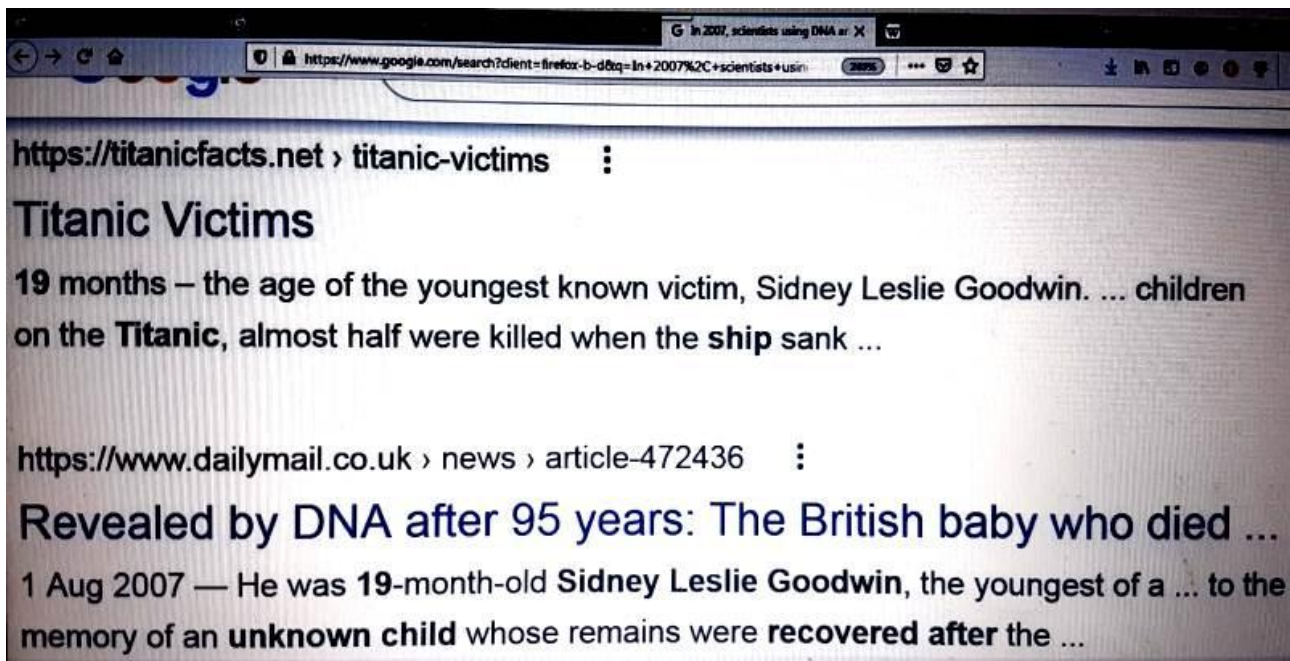 G In 2007, scientists using DNA ar
https://www.google.com/search?client=firefox-b-d&q=In+2007%2C+scientists+usin
https://titanicfacts.net › titanic-victims
Titanic Victims
19 months – the age of the youngest known victim, Sidney Leslie Goodwin. ... children
on the Titanic, almost half were killed when the ship sank ...
https://www.dailymail.co.uk › news › article-472436
Revealed by DNA after 95 years: The British baby who died ...
1 Aug 2007 — He was 19-month-old Sidney Leslie Goodwin, the youngest of a ... to the
memory of an unknown child whose remains were recovered after the ...